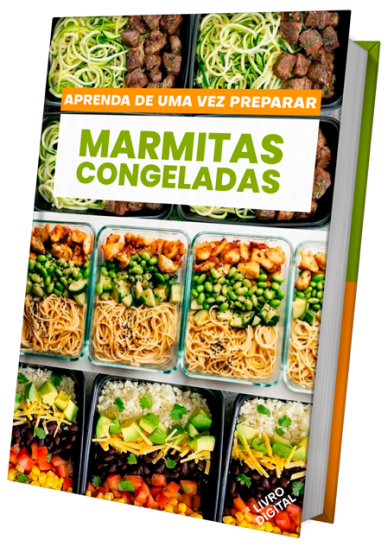 APRENDA DE UMA VEZ PREPARAR
MARMITAS
CONGELADAS
LIVRO
DIGITAL